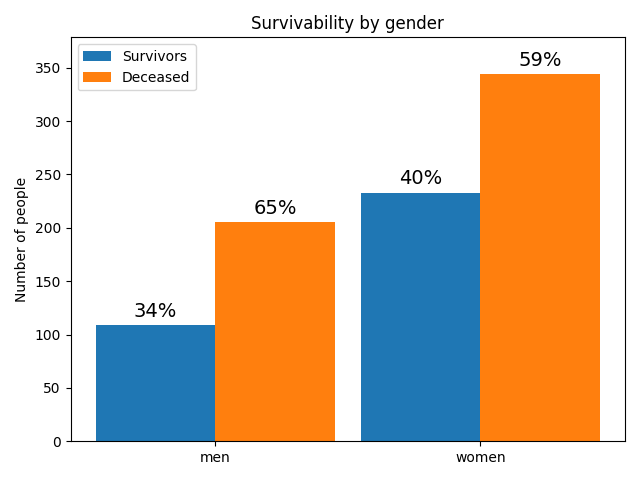 Survivability by gender
Survivors
Deceased
Number of people
350
300
250
200
150
100
50
0
34%
65%
40%
59%
men
women